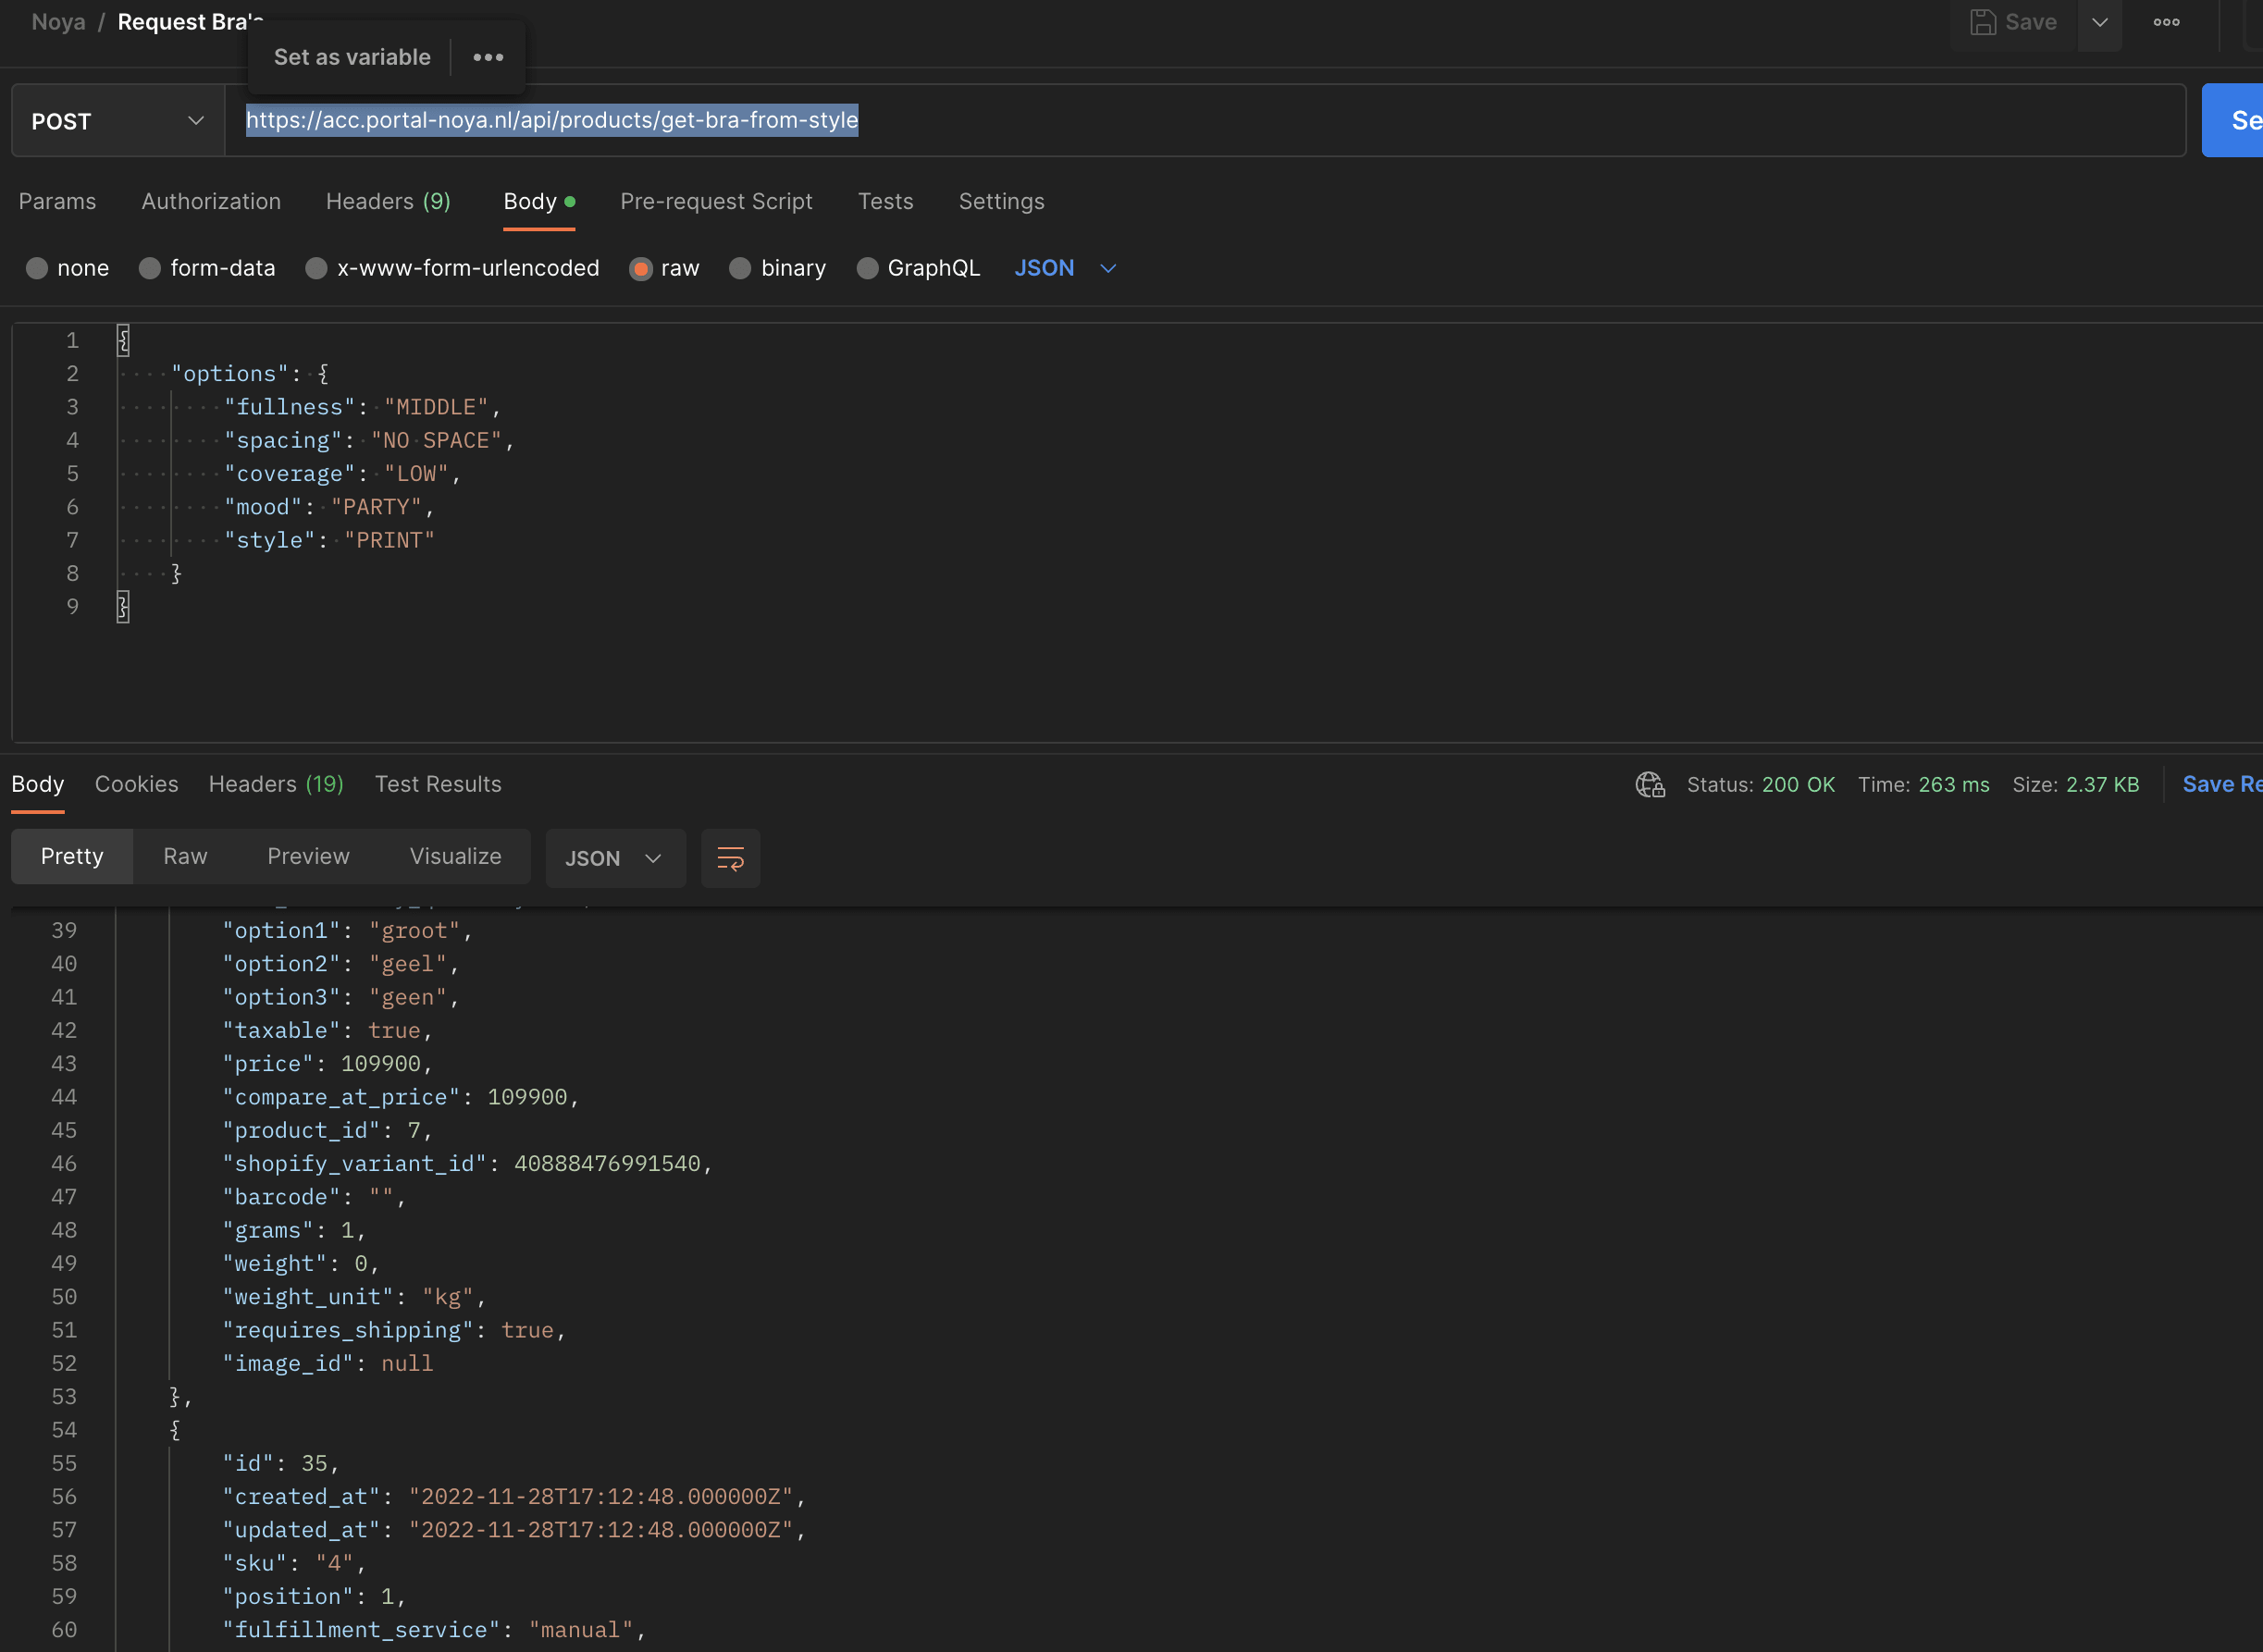 Noya / Request Bra's
Save
Set as variable
POST
https://acc.portal-noya.nl/api/products/get-bra-from-style
Params Authorization Headers (9) Body Pre-request Script Tests Settings
none form-data x-www-form-urlencoded raw binary GraphQL JSON
1 {
2 "options": {
3 "fullness": "MIDDLE",
4 "spacing": "NO SPACE",
5 "coverage": "LOW",
6 "mood": "PARTY",
7 "style": "PRINT"
8 }
9 }
Body Cookies Headers (19) Test Results Status: 200 OK Time: 263 ms Size: 2.37 KB Save Re
Pretty Raw Preview Visualize JSON
39 "option1": "groot",
40 "option2": "geel",
41 "option3": "geen",
42 "taxable": true,
43 "price": 109900,
44 "compare_at_price": 109900,
45 "product_id": 7,
46 "shopify_variant_id": 40888476991540,
47 "barcode": "",
48 "grams": 1,
49 "weight": 0,
50 "weight_unit": "kg",
51 "requires_shipping": true,
52 "image_id": null
53 },
54 {
55 "id": 35,
56 "created_at": "2022-11-28T17:12:48.000000Z",
57 "updated_at": "2022-11-28T17:12:48.000000Z",
58 "sku": "4",
59 "position": 1,
60 "fulfillment_service": "manual",